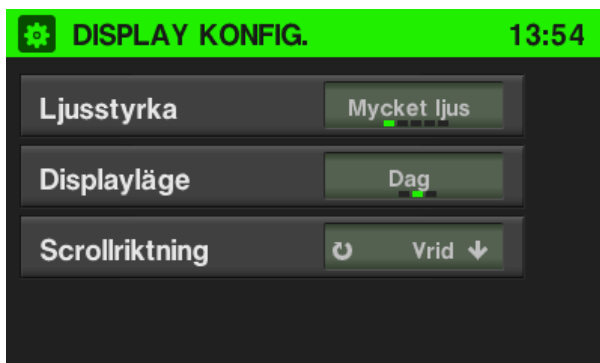 DISPLAY KONFIG. 13:54
Ljusstyrka Mycket ljus
Displayläge Dag
Scrollriktning Vrid